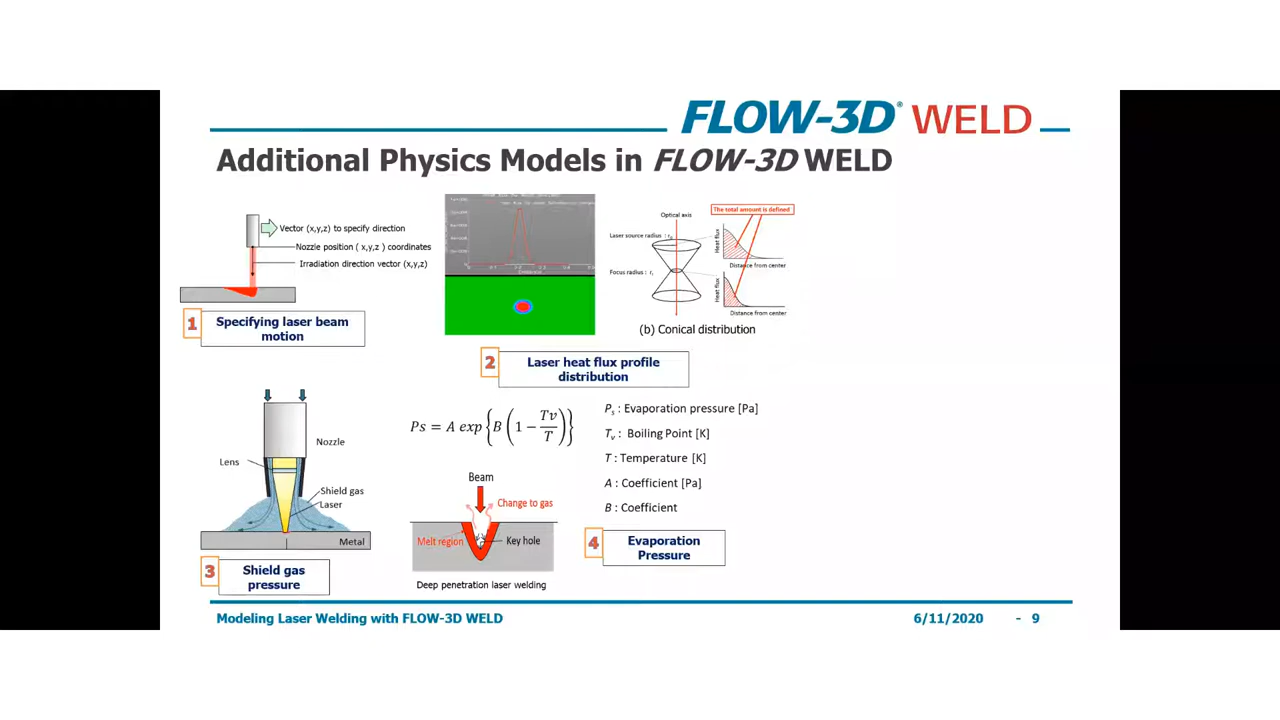 FLOW-3D® WELD
Additional Physics Models in FLOW-3D WELD
Vector (x,y,z) to specify direction
Nozzle position ( x,y,z ) coordinates
Irradiation direction vector (x,y,z)
1
Specifying laser beam
motion
Optical axis
Laser source radius :
Focus radius :
The total amount is defined
Heat flux
Distance from center
Heat flux
Distance from center
(b) Conical distribution
2
Laser heat flux profile
distribution
Nozzle
Lens
Shield gas
Laser
Metal
3
Shield gas
pressure
Ps = A exp{B(1 − Tv/T)}
Ps : Evaporation pressure [Pa]
Tv : Boiling Point [K]
T : Temperature [K]
A : Coefficient [Pa]
B : Coefficient
Beam
Change to gas
Melt region
Key hole
Deep penetration laser welding
4
Evaporation
Pressure
Modeling Laser Welding with FLOW-3D WELD
6/11/2020 - 9